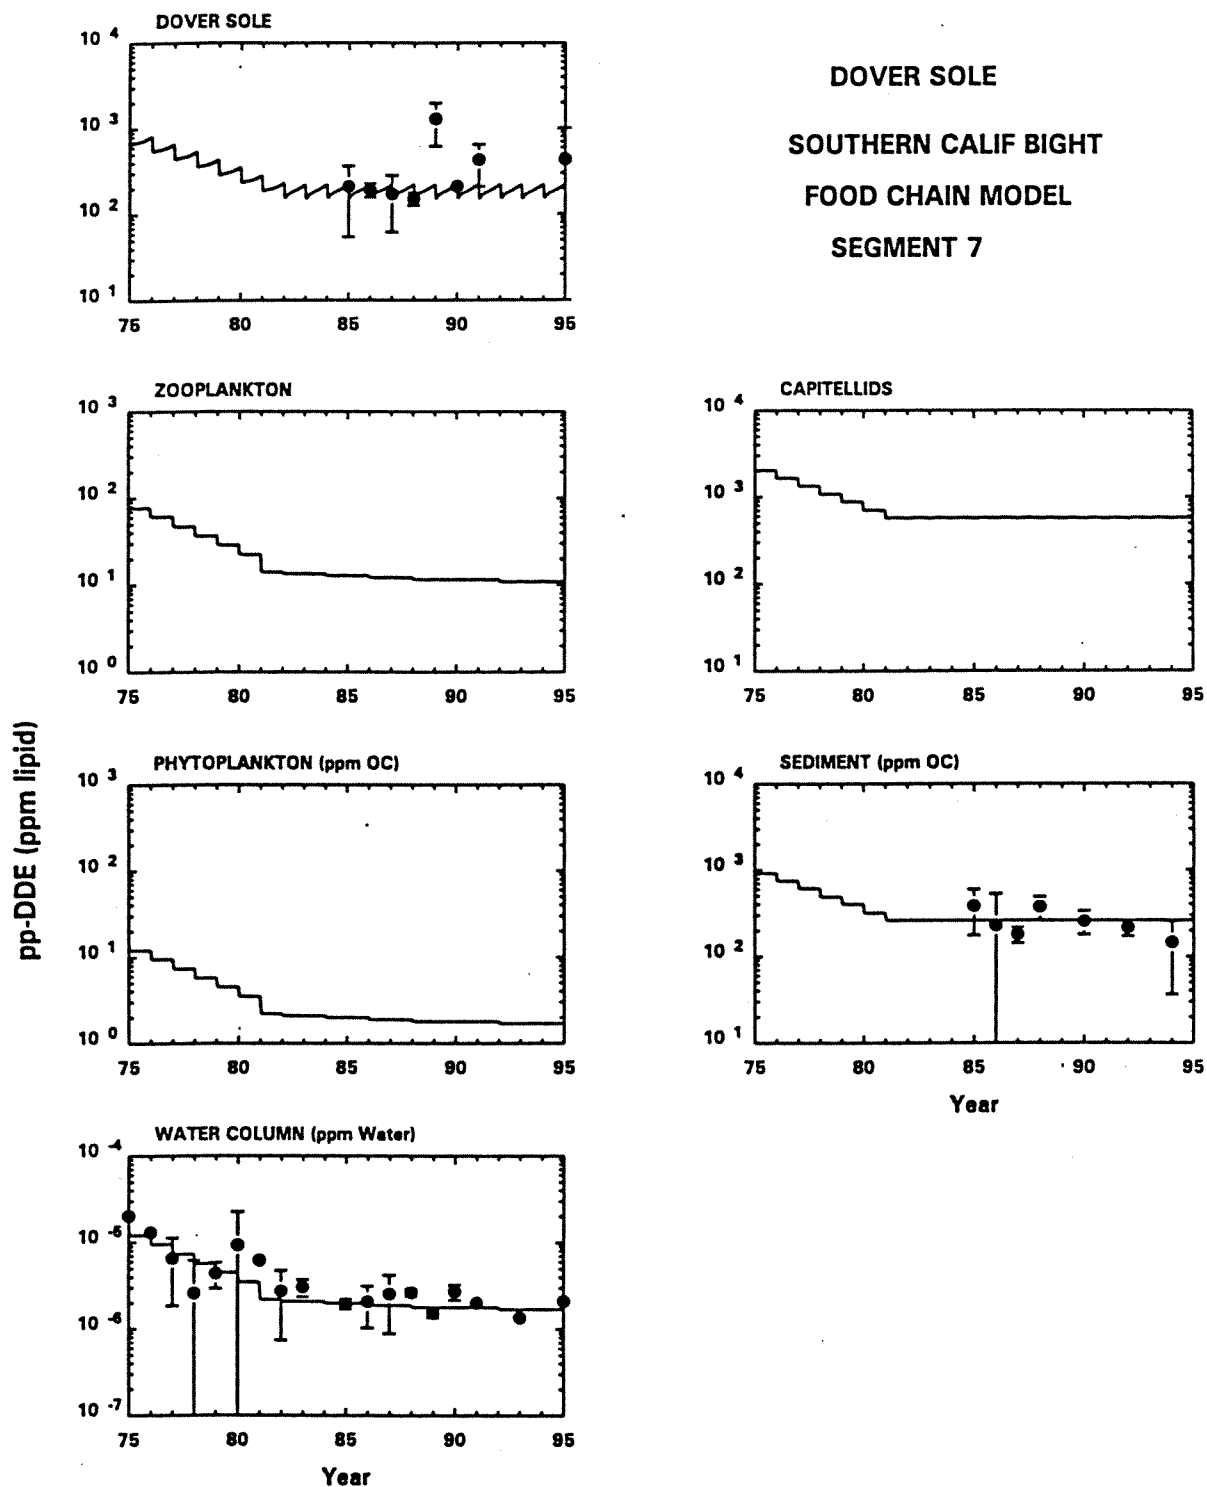 DOVER SOLE
10 4
10 3
10 2
10 1
75 80 85 90 95
DOVER SOLE
SOUTHERN CALIF BIGHT
FOOD CHAIN MODEL
SEGMENT 7
ZOOPLANKTON
10 3
10 2
10 1
10 0
75 80 85 90 95
CAPITELLIDS
10 4
10 3
10 2
10 1
75 80 85 90 95
pp-DDE (ppm lipid)
PHYTOPLANKTON (ppm OC)
10 3
10 2
10 1
10 0
75 80 85 90 95
SEDIMENT (ppm OC)
10 4
10 3
10 2
10 1
75 80 85 90 95
Year
WATER COLUMN (ppm Water)
10 -4
10 -5
10 -6
10 -7
75 80 85 90 95
Year